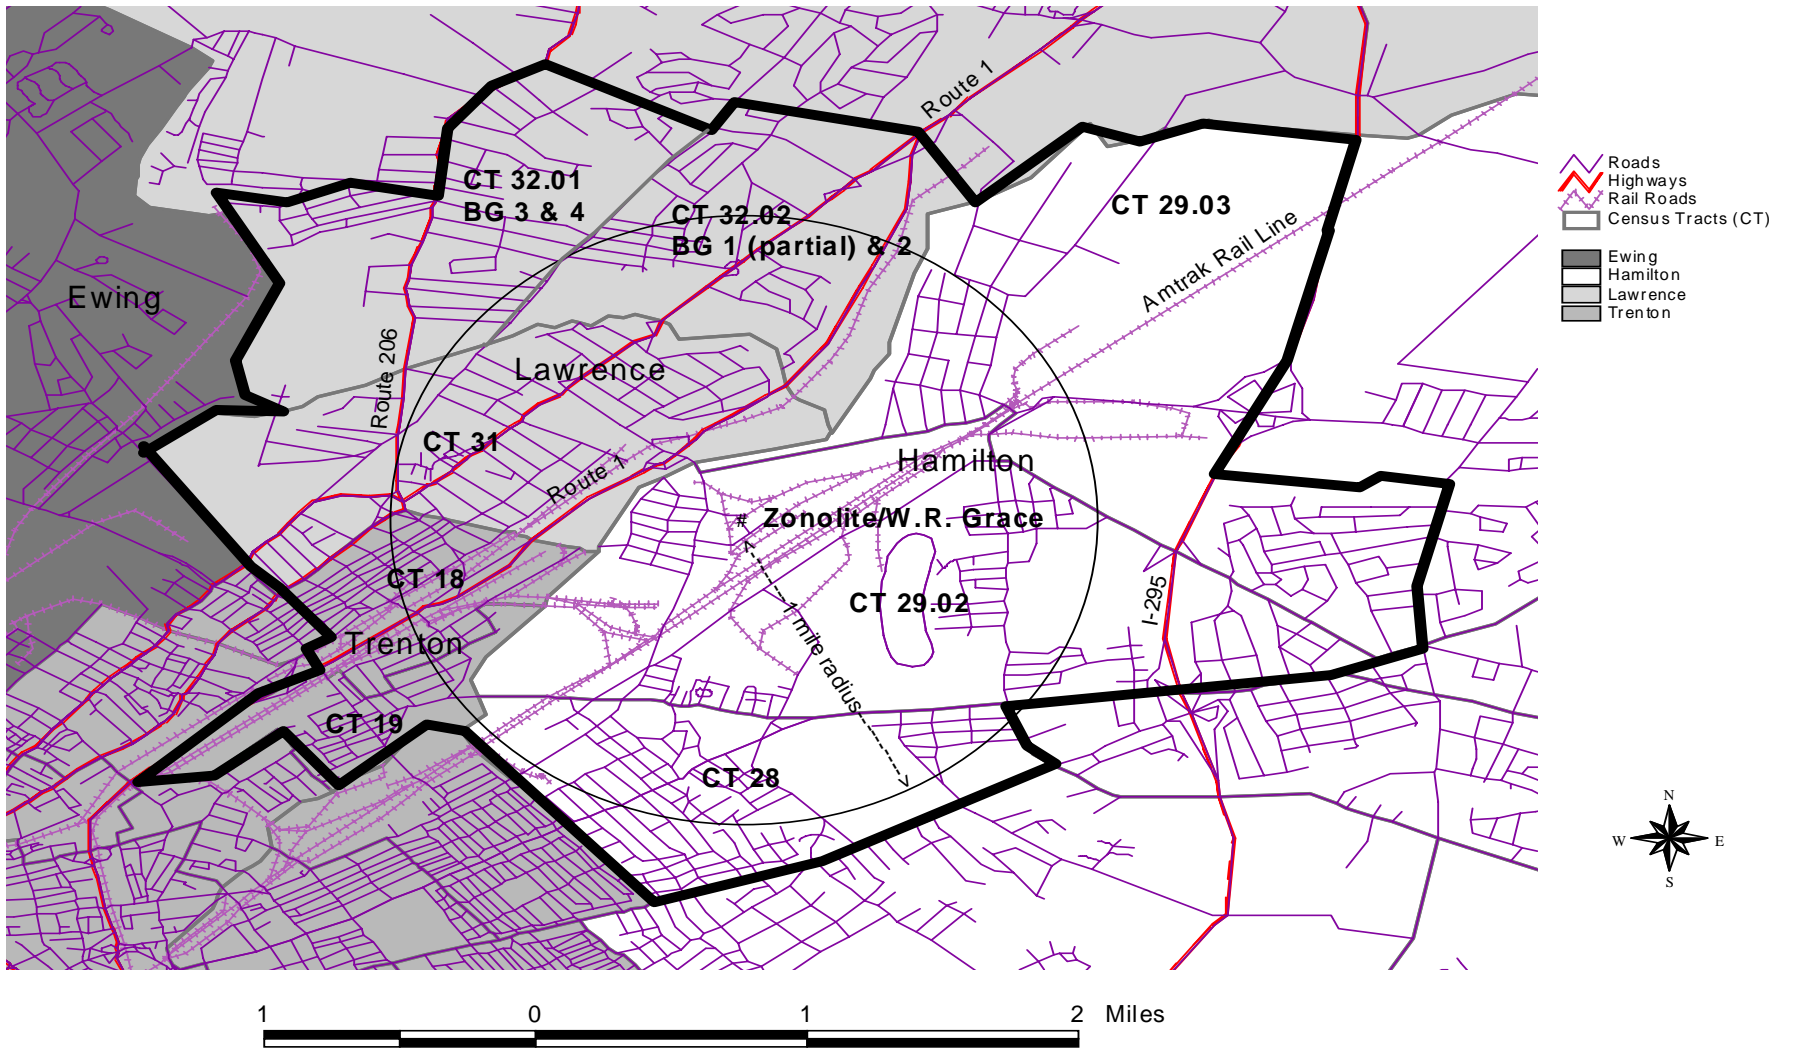 Route 1
CT 32.01
BG 3 & 4
CT 32.02
BG 1 (partial) & 2
CT 29.03
Amtrak Rail Line
Ewing
Route 206
Lawrence
CT 31
Route 1
Hamilton
# Zonolite/W.R. Grace
CT 18
CT 29.02
1 mile radius
I-295
Trenton
CT 19
CT 28
Roads
Highways
Rail Roads
Census Tracts (CT)
Ewing
Hamilton
Lawrence
Trenton
N
W E
S
1 0 1 2 Miles